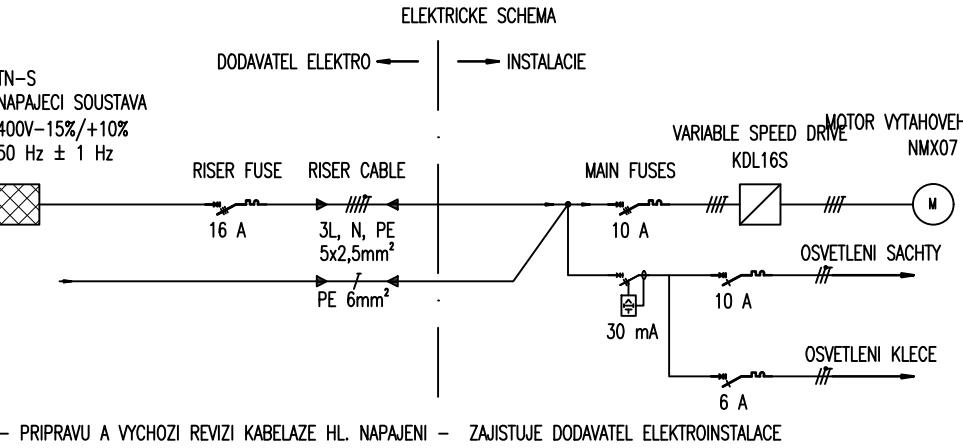 ELEKTRICKE SCHEMA
DODAVATEL ELEKTRO
INSTALACIE
TN-S
NAPAJECI SOUSTAVA
400V-15%/+10%
50 Hz ± 1 Hz
RISER FUSE
16 A
RISER CABLE
3L, N, PE
5x2,5mm²
PE 6mm²
MAIN FUSES
10 A
VARIABLE SPEED DRIVE
KDL16S
MOTOR VYTAHOVEH
NMX07
M
OSVETLENI SACHTY
10 A
30 mA
OSVETLENI KLECE
6 A
- PRIPRAVU A VYCHOZI REVIZI KABELAZE HL. NAPAJENI - ZAJISTUJE DODAVATEL ELEKTROINSTALACE